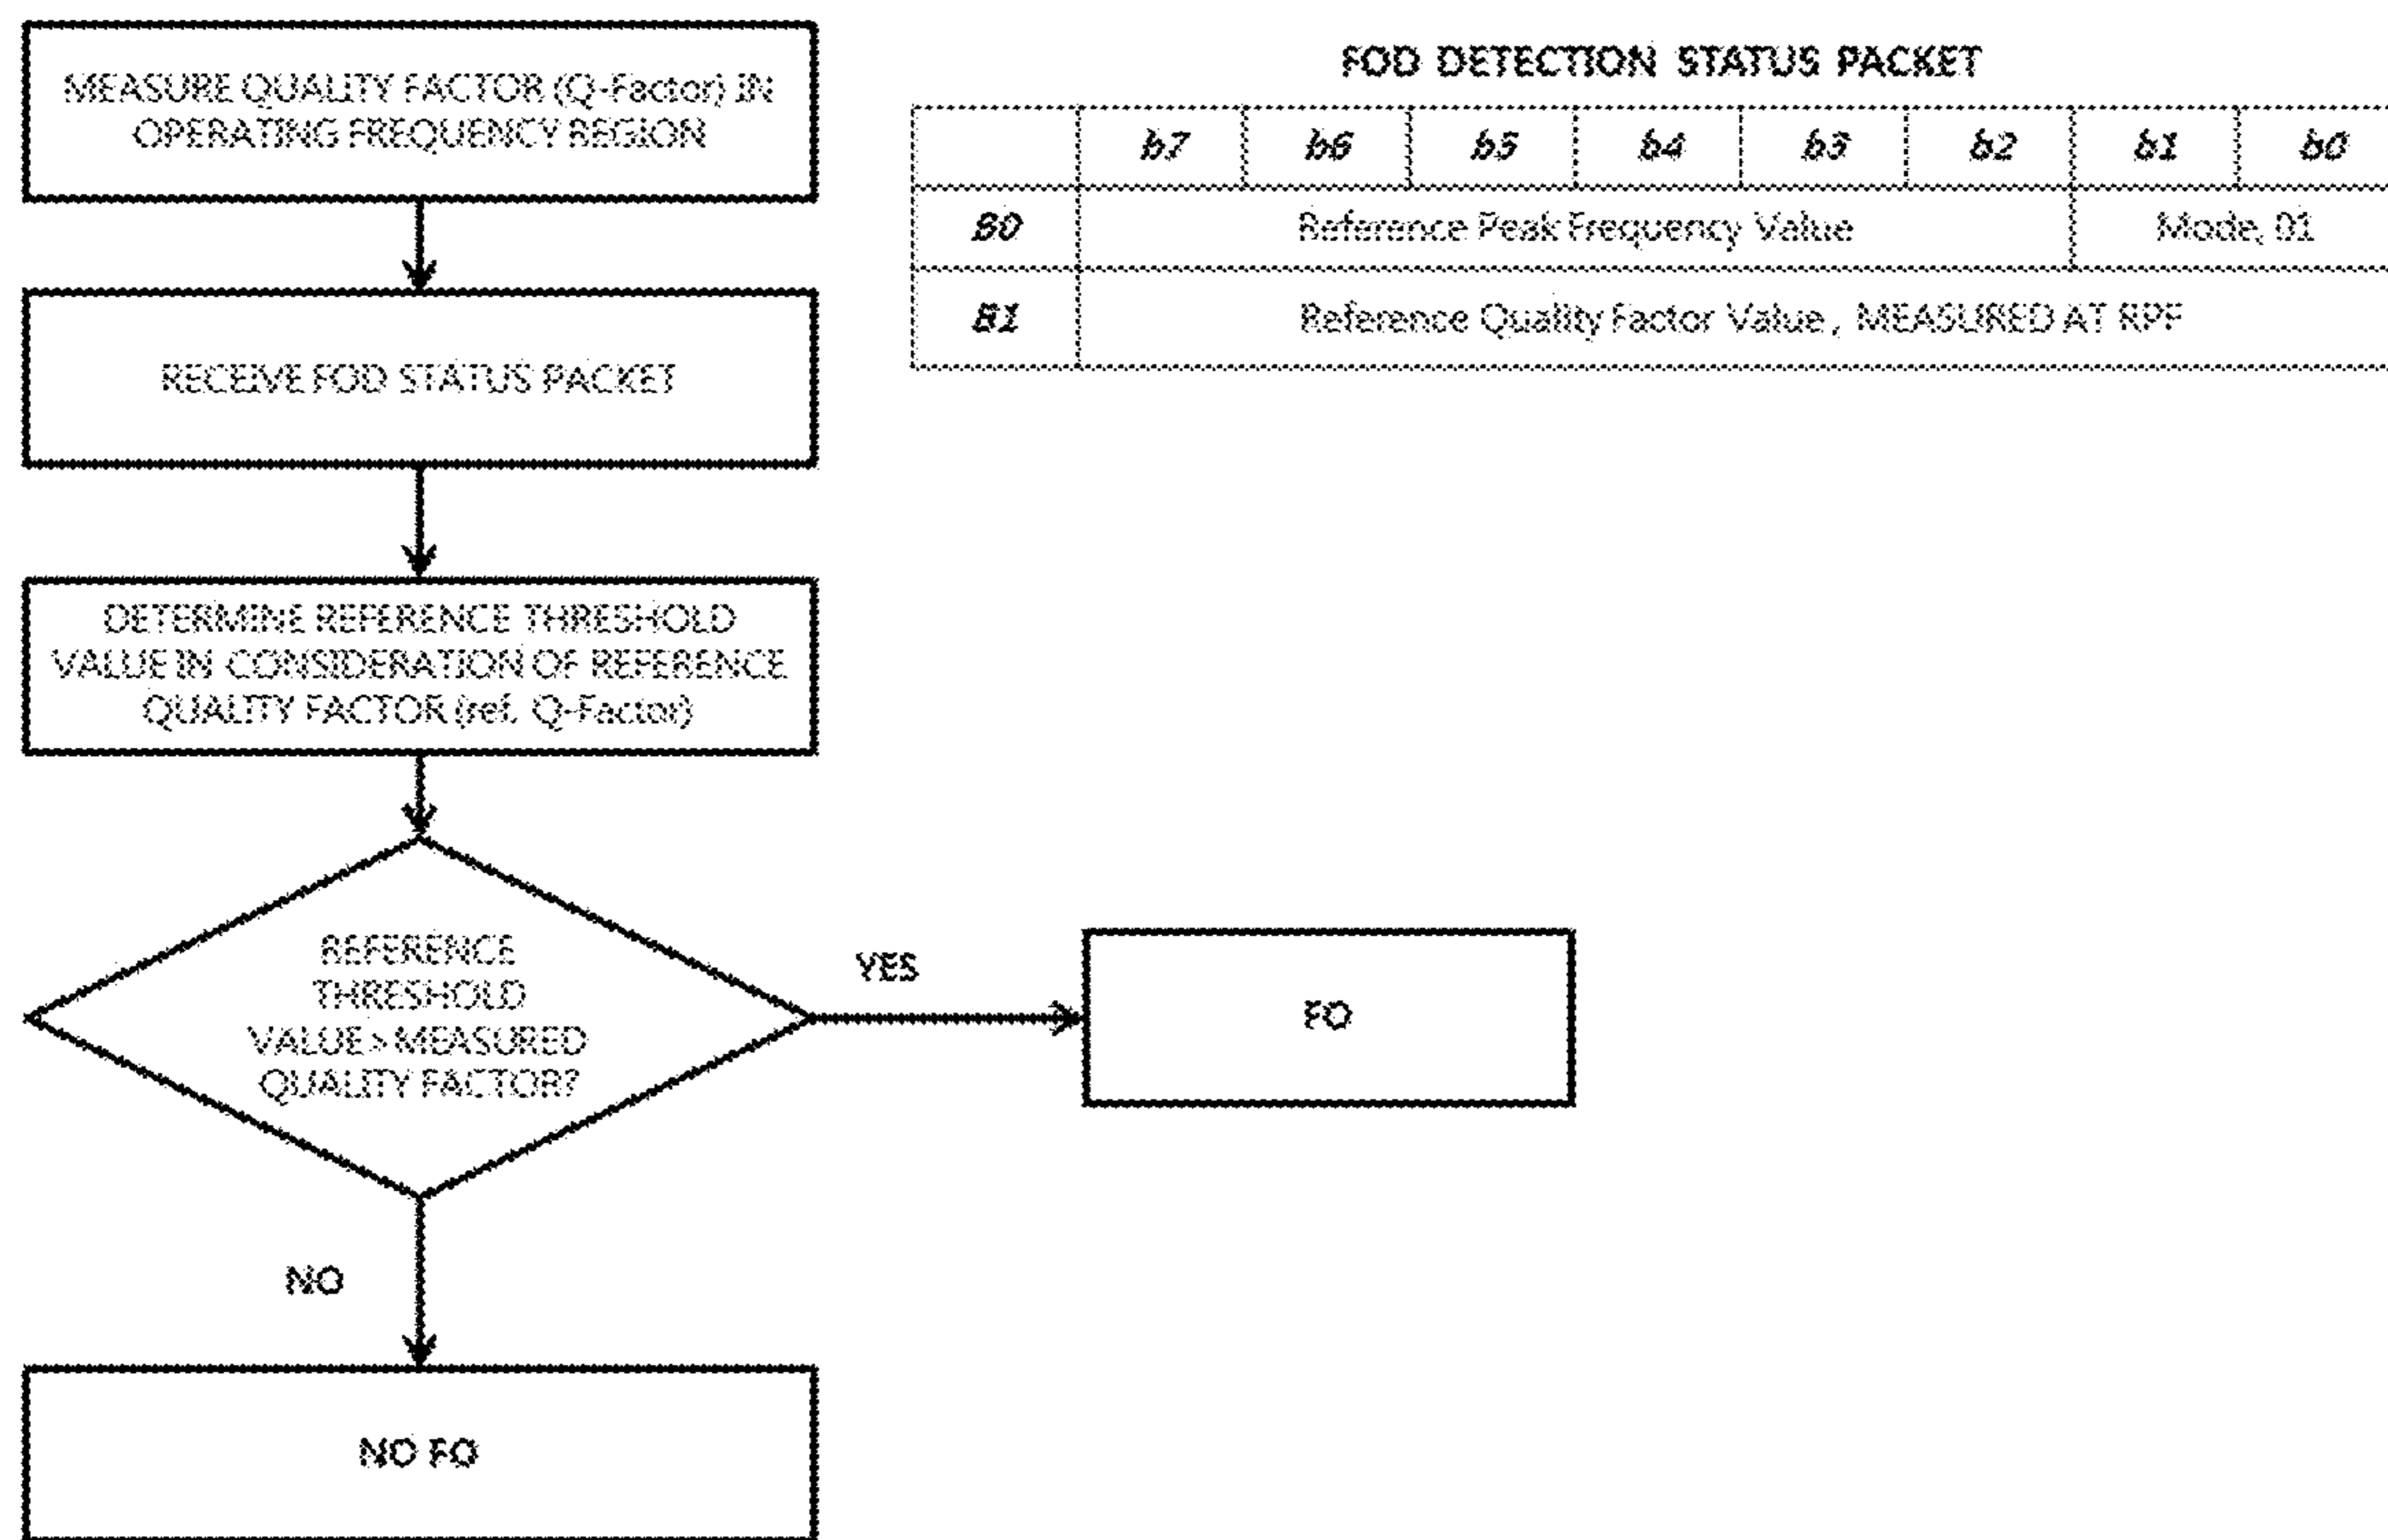 MEASURE QUALITY FACTOR (Q-Factor) IN
OPERATING FREQUENCY REGION
RECEIVE FOD STATUS PACKET
DETERMINE REFERENCE THRESHOLD
VALUE IN CONSIDERATION OF REFERENCE
QUALITY FACTOR (ref. Q-Factor)
REFERENCE
THRESHOLD
VALUE > MEASURED
QUALITY FACTOR?
YES
FO
NO
NO FO
FOD DETECTION STATUS PACKET
b7 b6 b5 b4 b3 b2 b1 b0
B0 Reference Peak Frequency Value Mode, 01
B1 Reference Quality Factor Value, MEASURED AT RPF